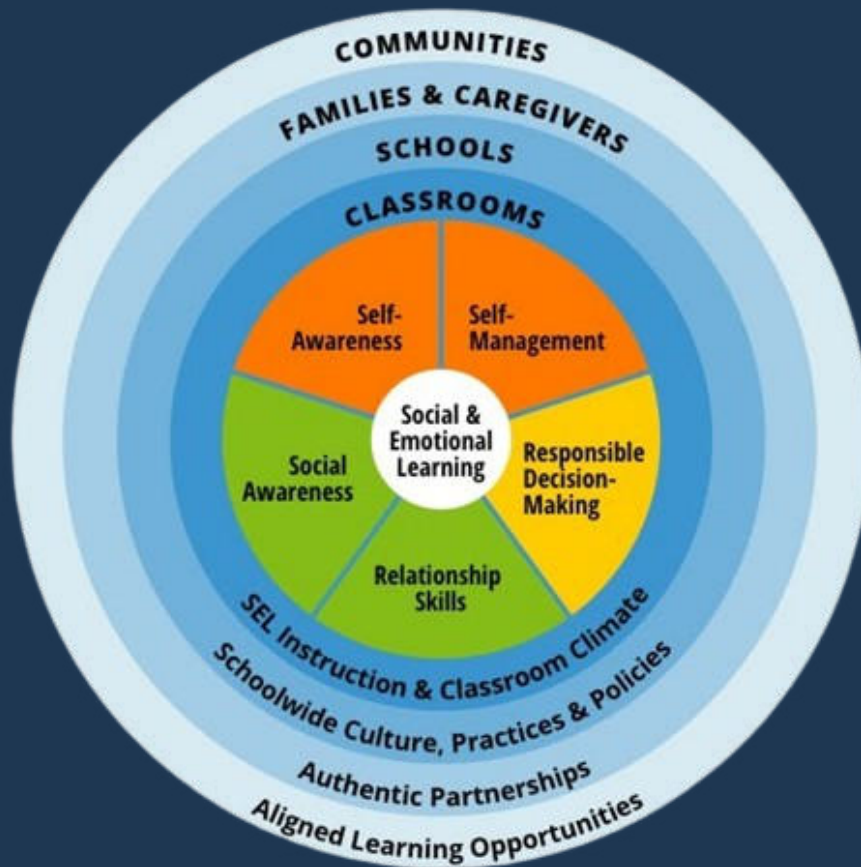 COMMUNITIES
FAMILIES & CAREGIVERS
SCHOOLS
CLASSROOMS
Self-
Awareness
Self-
Management
Social &
Emotional
Learning
Social
Awareness
Responsible
Decision-
Making
Relationship
Skills
SEL Instruction & Classroom Climate
Schoolwide Culture, Practices & Policies
Authentic Partnerships
Aligned Learning Opportunities